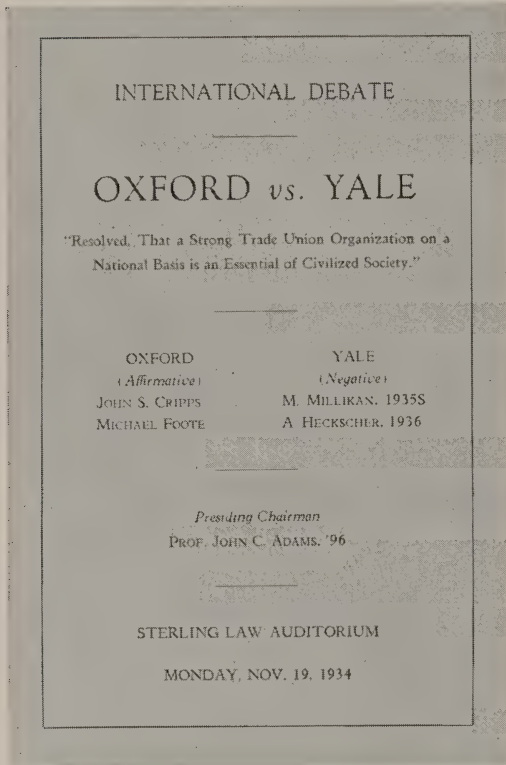 INTERNATIONAL DEBATE
OXFORD vs. YALE
"Resolved, That a Strong Trade Union Organization on a
National Basis is an Essential of Civilized Society."
OXFORD
(Affirmative)
JOHN S. CRIPPS
MICHAEL FOOTE
YALE
(Negative)
M. MILLIKAN, 1935S
A HECKSCHER, 1936
Presiding Chairman
PROF. JOHN C. ADAMS, '96
STERLING LAW AUDITORIUM
MONDAY, NOV. 19, 1934